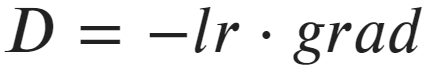 D = −lr · grad